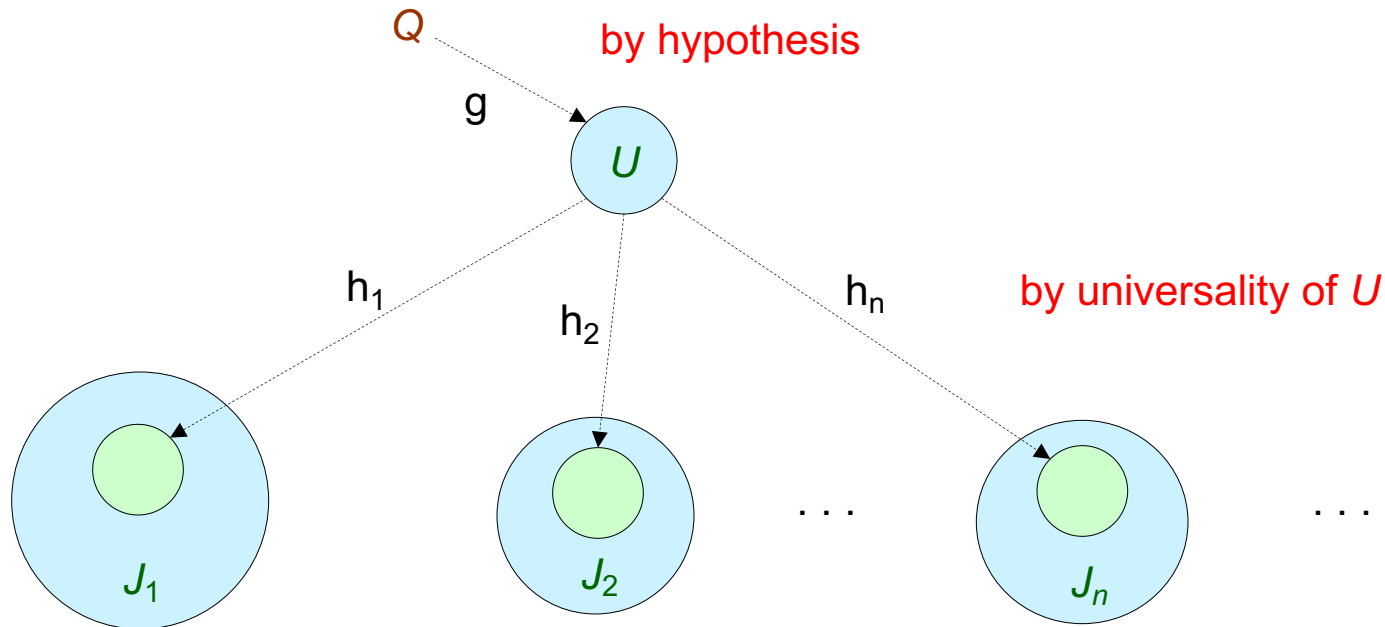 Q
by hypothesis
g
U
h₁
h₂
hₙ
by universality of U
. . .
. . .
J₁
J₂
Jₙ